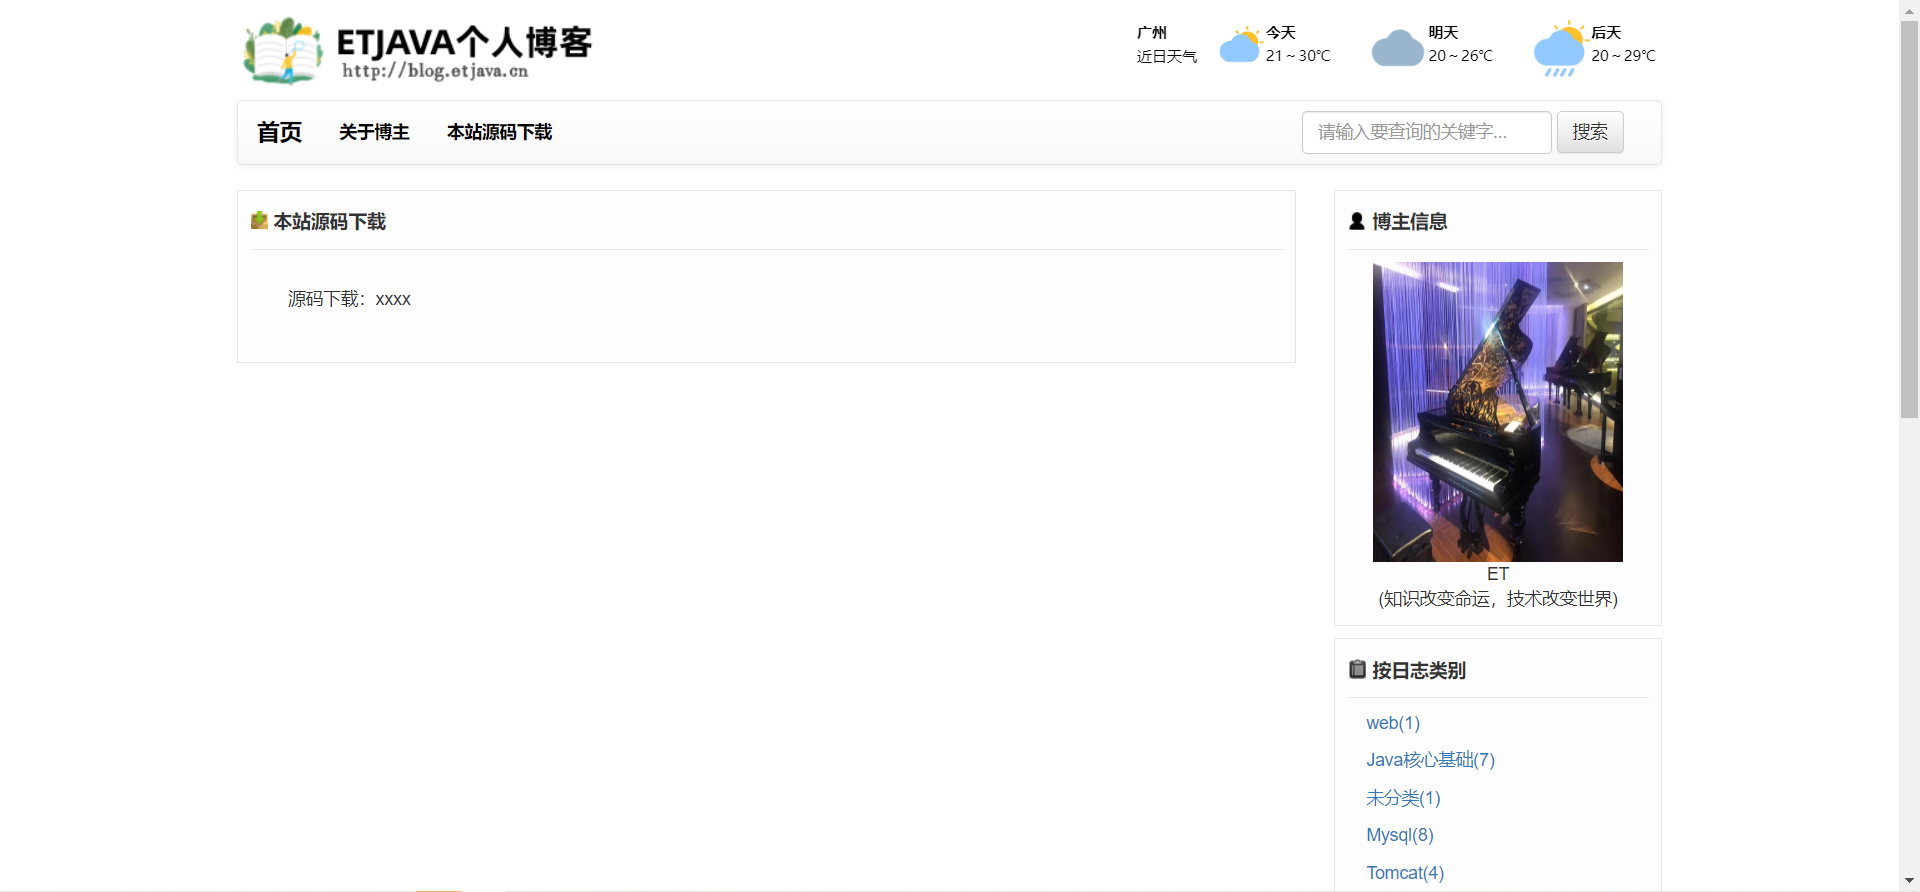 ETJAVA个人博客
http://blog.etjava.cn
广州
近日天气
今天
21～30℃
明天
20～26℃
后天
20～29℃
首页 关于博主 本站源码下载
请输入要查询的关键字... 搜索
本站源码下载
源码下载：xxxx
博主信息
ET
(知识改变命运，技术改变世界)
按日志类别
web(1)
Java核心基础(7)
未分类(1)
Mysql(8)
Tomcat(4)